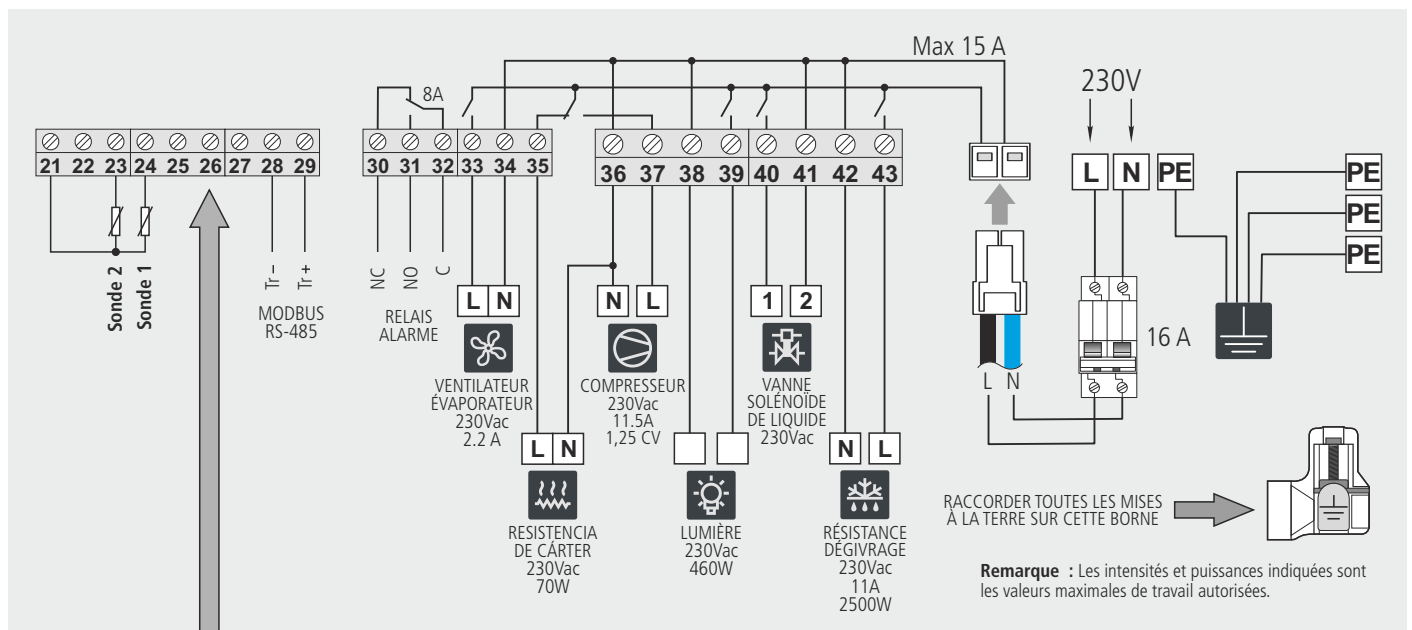 Max 15 A
230V
8A
21 22 23 24 25 26 27 28 29
30 31 32 33 34 35
36 37 38 39 40 41 42 43
L N PE
PE
PE
PE
Sonde 2
Sonde 1
Tr –
Tr +
MODBUS
RS-485
NC
NO
C
RELAIS
ALARME
L N
VENTILATEUR
ÉVAPORATEUR
230Vac
2.2 A
N L
COMPRESSEUR
230Vac
11.5A
1,25 CV
1 2
VANNE
SOLÉNOÏDE
DE LIQUIDE
230Vac
L N
16 A
L N
RESISTENCIA
DE CÁRTER
230Vac
70W
LUMIÈRE
230Vac
460W
N L
RÉSISTANCE
DÉGIVRAGE
230Vac
11A
2500W
RACCORDER TOUTES LES MISES
À LA TERRE SUR CETTE BORNE
Remarque : Les intensités et puissances indiquées sont
les valeurs maximales de travail autorisées.